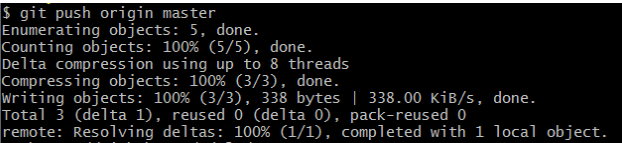 $ git push origin master
Enumerating objects: 5, done.
Counting objects: 100% (5/5), done.
Delta compression using up to 8 threads
Compressing objects: 100% (3/3), done.
Writing objects: 100% (3/3), 338 bytes | 338.00 KiB/s, done.
Total 3 (delta 1), reused 0 (delta 0), pack-reused 0
remote: Resolving deltas: 100% (1/1), completed with 1 local object.